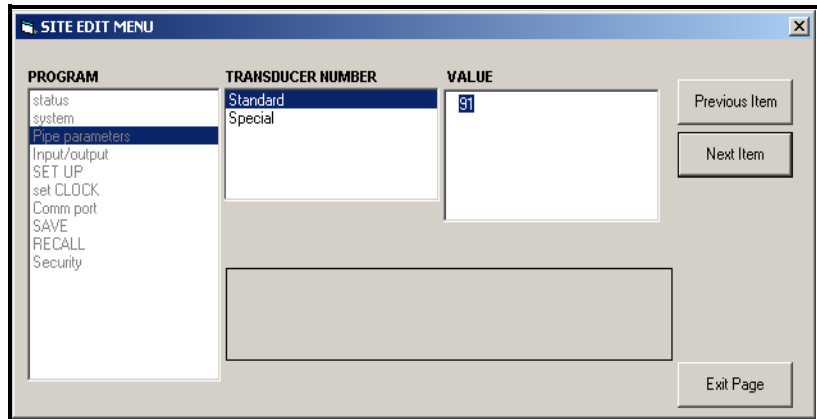 SITE EDIT MENU
PROGRAM
status
system
Pipe parameters
Input/output
SET UP
set CLOCK
Comm port
SAVE
RECALL
Security
TRANSDUCER NUMBER
Standard
Special
VALUE
91
Previous Item
Next Item
Exit Page